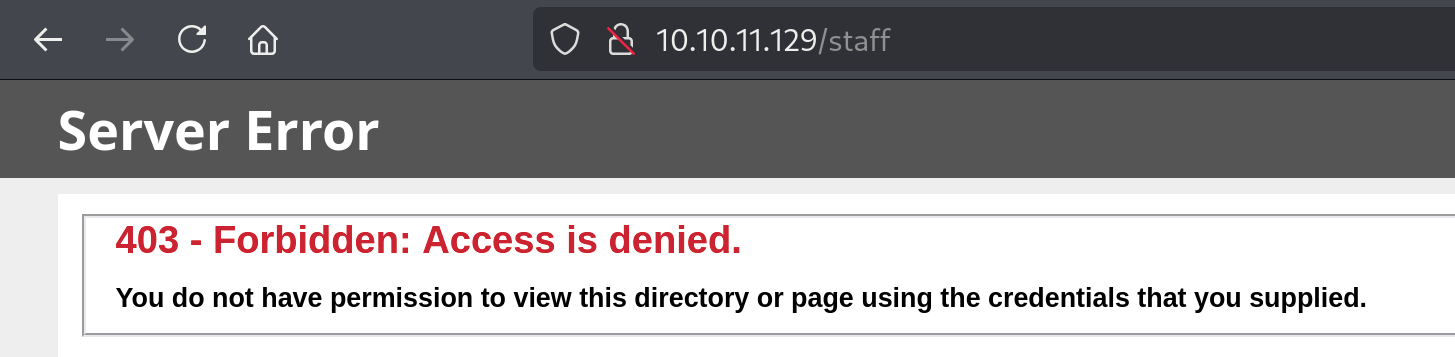 10.10.11.129/staff
Server Error
403 - Forbidden: Access is denied.
You do not have permission to view this directory or page using the credentials that you supplied.